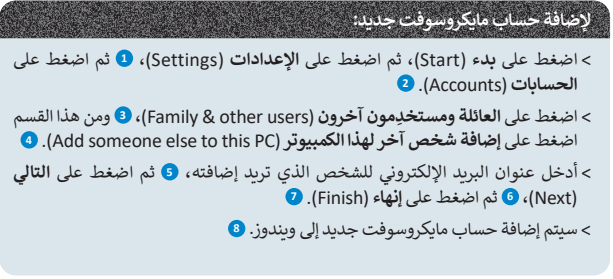 لإضافة حساب مايكروسوفت جديد:
> اضغط على بدء (Start)، ثم اضغط على الإعدادات (Settings)، 1 ثم اضغط على
الحسابات (Accounts). 2
> اضغط على العائلة ومستخدِمون آخرون (Family & other users)، 3 ومن هذا القسم
اضغط على إضافة شخص آخر لهذا الكمبيوتر (Add someone else to this PC). 4
> أدخل عنوان البريد الإلكتروني للشخص الذي تريد إضافته، 5 ثم اضغط على التالي
(Next)، 6 ثم اضغط على إنهاء (Finish). 7
> سيتم إضافة حساب مايكروسوفت جديد إلى ويندوز. 8